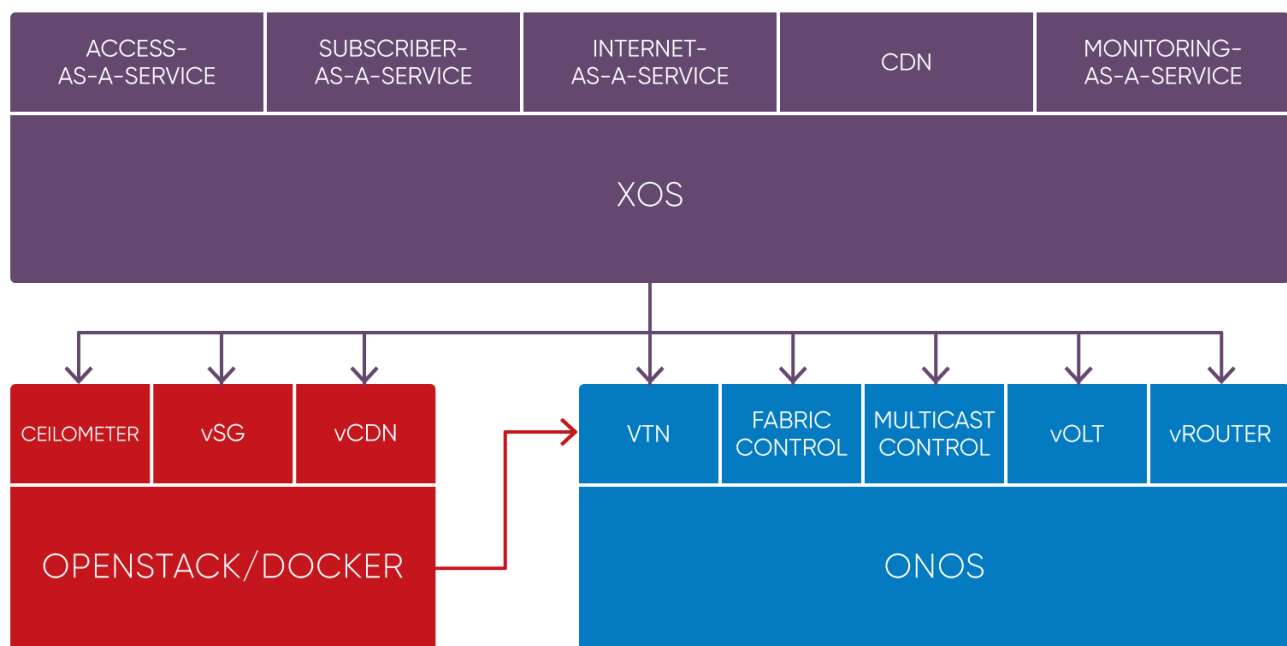 ACCESS-
AS-A-SERVICE
SUBSCRIBER-
AS-A-SERVICE
INTERNET-
AS-A-SERVICE
CDN
MONITORING-
AS-A-SERVICE
XOS
CEILOMETER
vSG
vCDN
VTN
FABRIC
CONTROL
MULTICAST
CONTROL
vOLT
vROUTER
OPENSTACK/DOCKER
ONOS